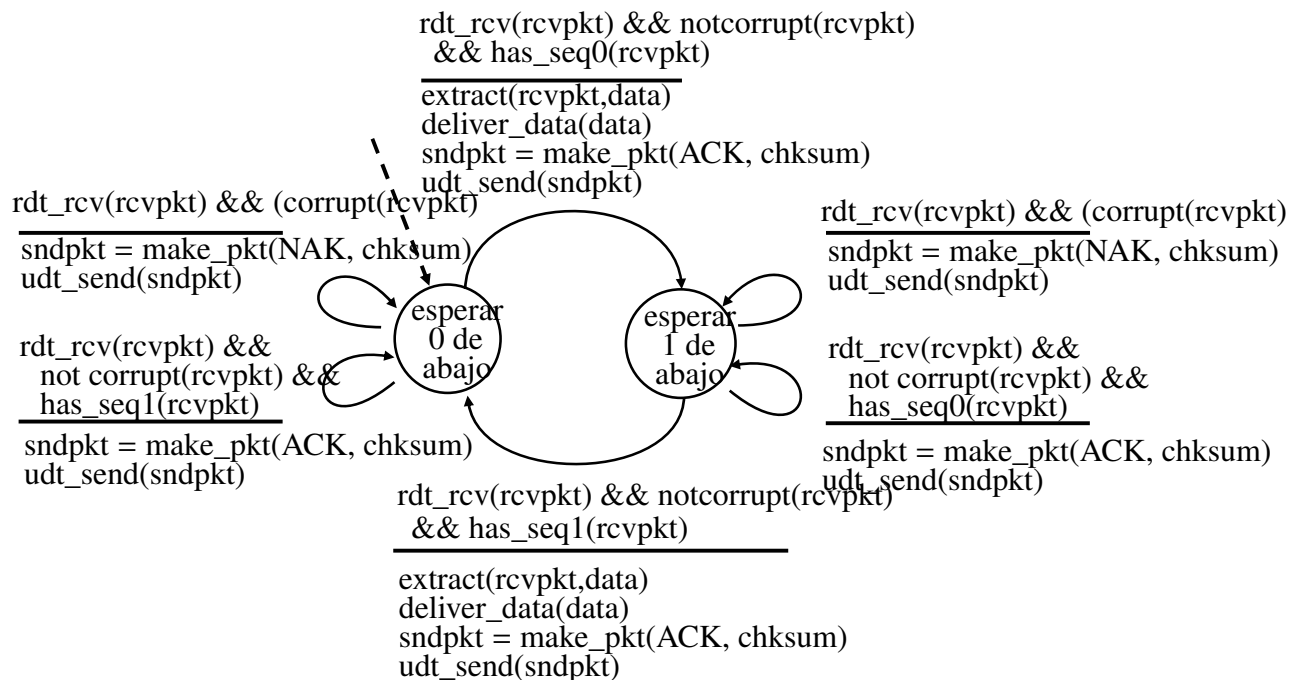 rdt_rcv(rcvpkt) && notcorrupt(rcvpkt)
&& has_seq0(rcvpkt)
extract(rcvpkt,data)
deliver_data(data)
sndpkt = make_pkt(ACK, chksum)
udt_send(sndpkt)
rdt_rcv(rcvpkt) && (corrupt(rcvpkt)
sndpkt = make_pkt(NAK, chksum)
udt_send(sndpkt)
rdt_rcv(rcvpkt) &&
not corrupt(rcvpkt) &&
has_seq1(rcvpkt)
sndpkt = make_pkt(ACK, chksum)
udt_send(sndpkt)
esperar
0 de
abajo
esperar
1 de
abajo
rdt_rcv(rcvpkt) && (corrupt(rcvpkt)
sndpkt = make_pkt(NAK, chksum)
udt_send(sndpkt)
rdt_rcv(rcvpkt) &&
not corrupt(rcvpkt) &&
has_seq0(rcvpkt)
sndpkt = make_pkt(ACK, chksum)
udt_send(sndpkt)
rdt_rcv(rcvpkt) && notcorrupt(rcvpkt)
&& has_seq1(rcvpkt)
extract(rcvpkt,data)
deliver_data(data)
sndpkt = make_pkt(ACK, chksum)
udt_send(sndpkt)